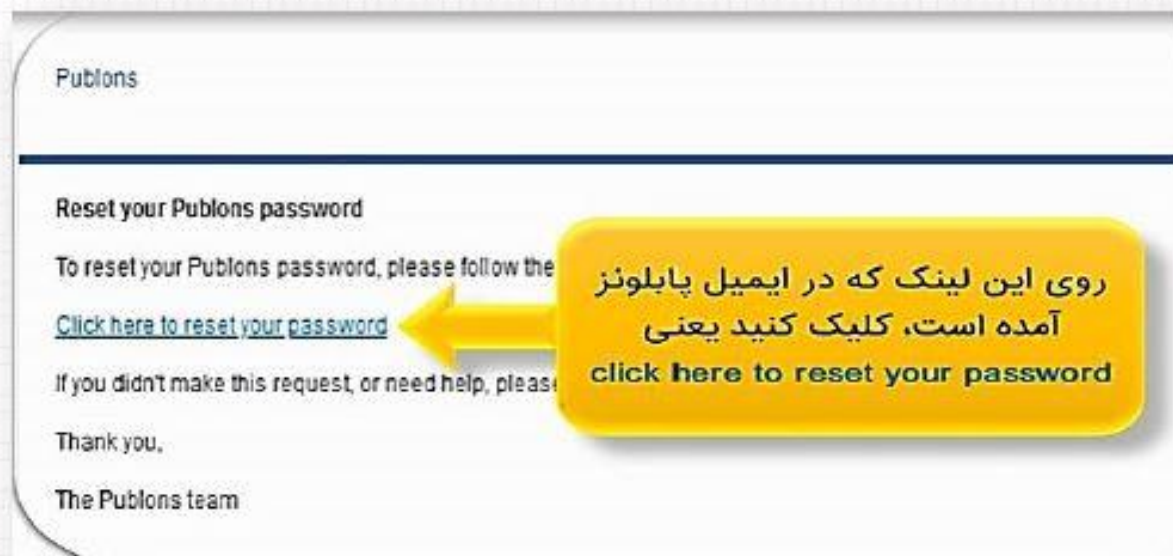 Publons
Reset your Publons password
To reset your Publons password, please follow the
Click here to reset your password
If you didn't make this request, or need help, please
Thank you,
The Publons team
روی این لینک که در ایمیل پابلونز
آمده است، کلیک کنید یعنی
click here to reset your password